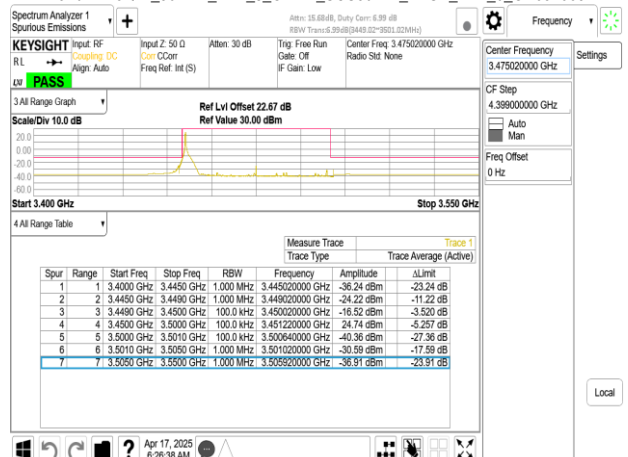 Spectrum Analyzer 1
Spurious Emissions
Attn: 15.68dB, Duty Corr: 6.99 dB
RBW Trans:6.99dB(3449.02~3501.02MHz)
Frequency
KEYSIGHT
RL
PASS
Input: RF
Coupling: DC
Align: Auto
Input Z: 50 Ω
Corr CCorr
Freq Ref: Int (S)
Atten: 30 dB
Trig: Free Run
Gate: Off
IF Gain: Low
Center Freq: 3.475020000 GHz
Radio Std: None
Center Frequency
3.475020000 GHz
Settings
CF Step
4.399000000 GHz
Auto
Man
Freq Offset
0 Hz
3 All Range Graph
Scale/Div 10.0 dB
Ref Lvl Offset 22.67 dB
Ref Value 30.00 dBm
20.0
0.00
-20.0
-40.0
-60.0
Start 3.400 GHz
Stop 3.550 GHz
4 All Range Table
Measure Trace Trace 1
Trace Type Trace Average (Active)
Spur Range Start Freq Stop Freq RBW Frequency Amplitude ΔLimit
1 1 3.4000 GHz 3.4450 GHz 1.000 MHz 3.445020000 GHz -36.24 dBm -23.24 dB
2 2 3.4450 GHz 3.4490 GHz 1.000 MHz 3.449020000 GHz -24.22 dBm -11.22 dB
3 3 3.4490 GHz 3.4500 GHz 100.0 kHz 3.450020000 GHz -16.52 dBm -3.520 dB
4 4 3.4500 GHz 3.5000 GHz 100.0 kHz 3.451220000 GHz 24.74 dBm -5.257 dB
5 5 3.5000 GHz 3.5010 GHz 100.0 kHz 3.500640000 GHz -40.36 dBm -27.36 dB
6 6 3.5010 GHz 3.5050 GHz 1.000 MHz 3.501020000 GHz -30.59 dBm -17.59 dB
7 7 3.5050 GHz 3.5500 GHz 1.000 MHz 3.505920000 GHz -36.91 dBm -23.91 dB
Local
Apr 17, 2025
6:26:38 AM